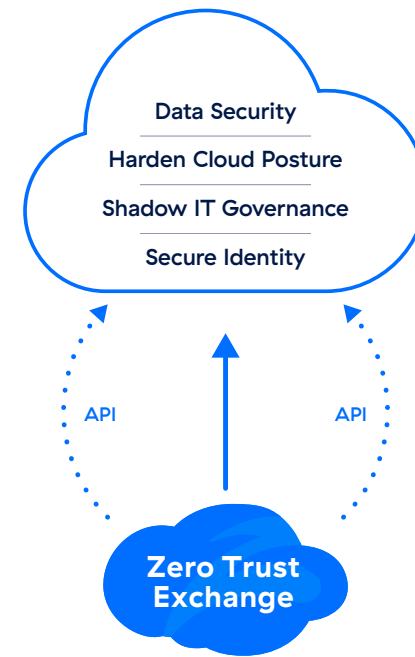 Data Security
Harden Cloud Posture
Shadow IT Governance
Secure Identity
API
API
Zero Trust
Exchange